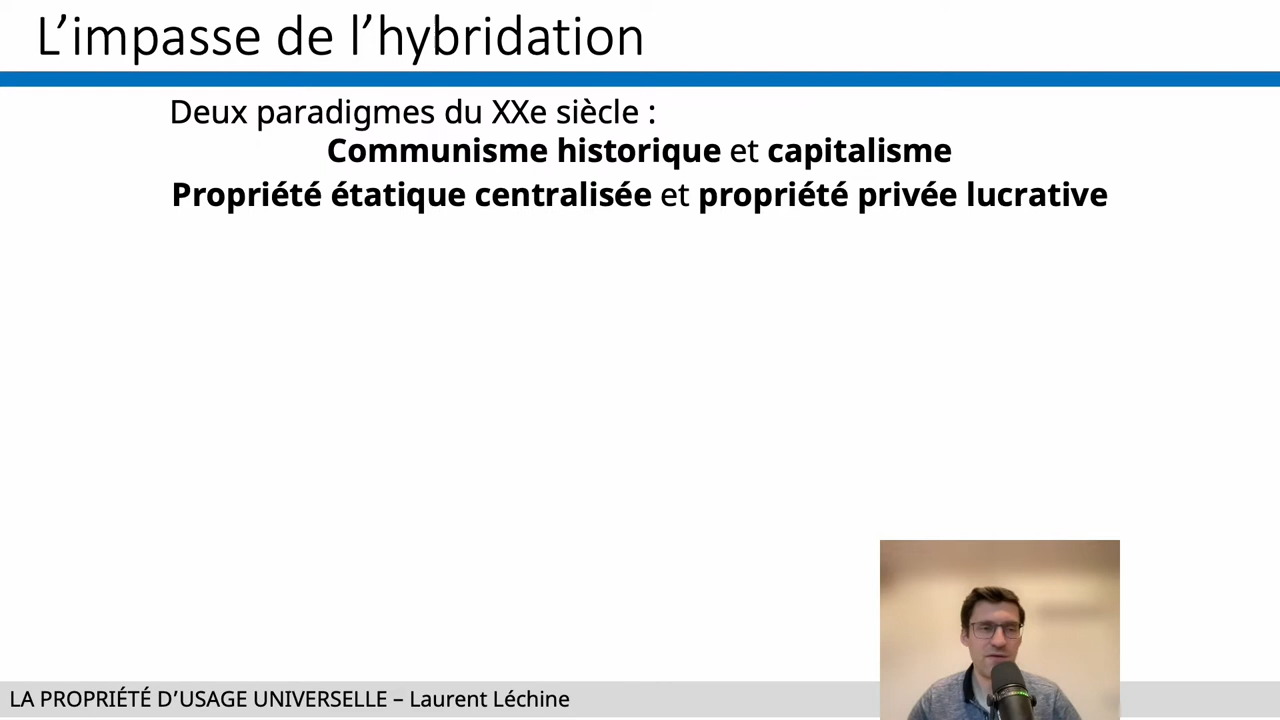 L’impasse de l’hybridation
Deux paradigmes du XXe siècle :
Communisme historique et capitalisme
Propriété étatique centralisée et propriété privée lucrative
LA PROPRIÉTÉ D’USAGE UNIVERSELLE – Laurent Léchine